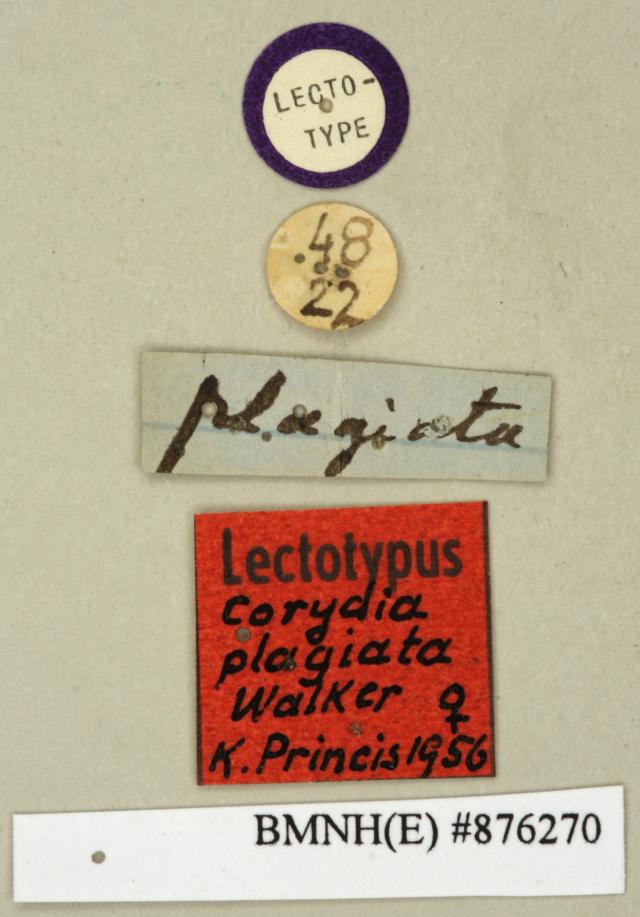 LECTO-
TYPE
48
22
plagiata
Lectotypus
Corydia
plagiata
Walker ♀
K. Princis 1956
BMNH(E) #876270